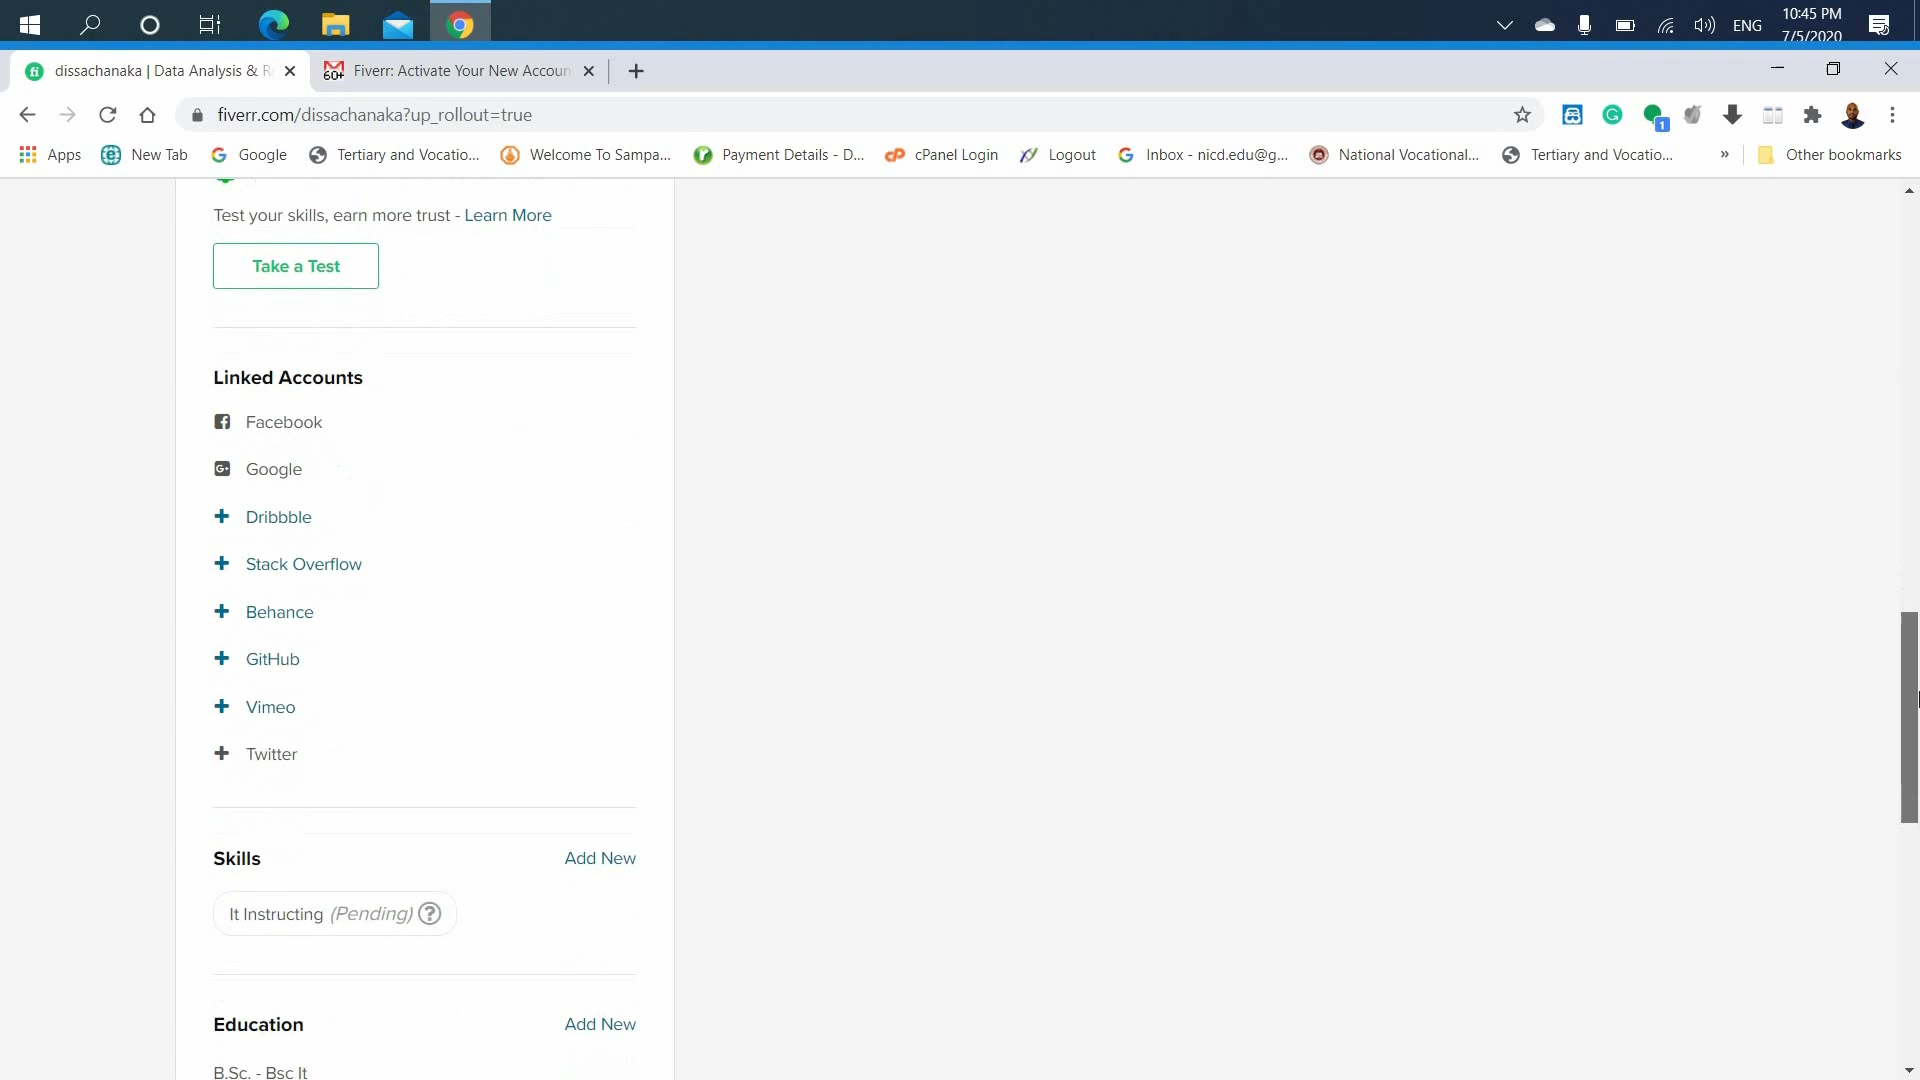 ENG
10:45 PM
7/5/2020
dissachanaka | Data Analysis & R
Fiverr: Activate Your New Accoun
fiverr.com/dissachanaka?up_rollout=true
1
Apps
New Tab
Google
Tertiary and Vocatio...
Welcome To Sampa...
Payment Details - D...
cPanel Login
Logout
Inbox - nicd.edu@g...
National Vocational...
Tertiary and Vocatio...
»
Other bookmarks
Test your skills, earn more trust - Learn More
Take a Test
Linked Accounts
Facebook
Google
Dribbble
Stack Overflow
Behance
GitHub
Vimeo
Twitter
Skills
Add New
It Instructing (Pending) ?
Education
Add New
B.Sc. - Bsc It